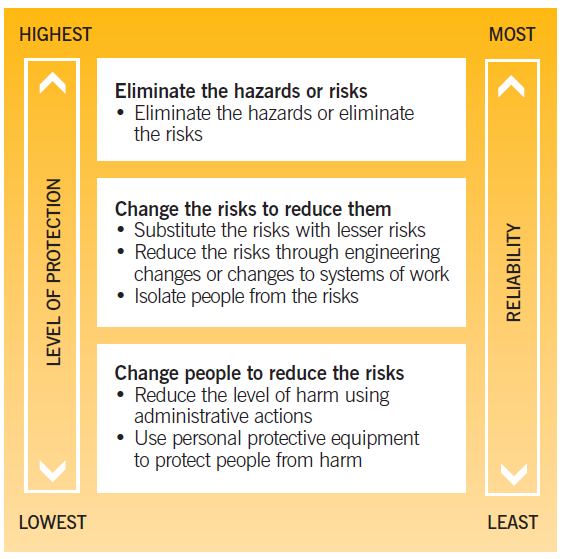 HIGHEST
MOST
Eliminate the hazards or risks
• Eliminate the hazards or eliminate
the risks
LEVEL OF PROTECTION
Change the risks to reduce them
• Substitute the risks with lesser risks
• Reduce the risks through engineering
changes or changes to systems of work
• Isolate people from the risks
RELIABILITY
Change people to reduce the risks
• Reduce the level of harm using
administrative actions
• Use personal protective equipment
to protect people from harm
LOWEST
LEAST